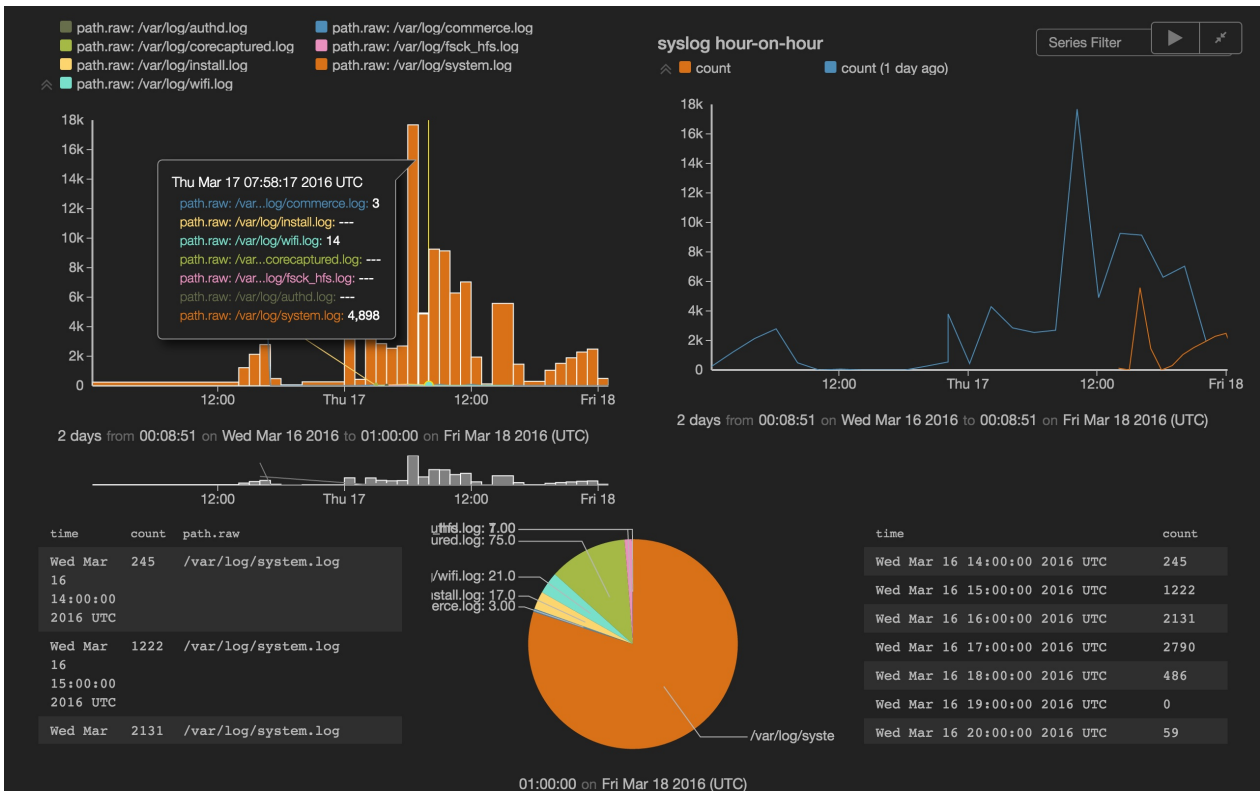 path.raw: /var/log/authd.log
path.raw: /var/log/commerce.log
path.raw: /var/log/corecaptured.log
path.raw: /var/log/fsck_hfs.log
path.raw: /var/log/install.log
path.raw: /var/log/system.log
path.raw: /var/log/wifi.log
18k
16k
14k
12k
10k
8k
6k
4k
2k
0
Thu Mar 17 07:58:17 2016 UTC
path.raw: /var...log/commerce.log: 3
path.raw: /var/log/install.log: ---
path.raw: /var/log/wifi.log: 14
path.raw: /var...corecaptured.log: ---
path.raw: /var...log/fsck_hfs.log: ---
path.raw: /var/log/authd.log: ---
path.raw: /var/log/system.log: 4,898
12:00
Thu 17
12:00
Fri 18
2 days from 00:08:51 on Wed Mar 16 2016 to 01:00:00 on Fri Mar 18 2016 (UTC)
12:00
Thu 17
12:00
Fri 18
syslog hour-on-hour
Series Filter
count
count (1 day ago)
18k
16k
14k
12k
10k
8k
6k
4k
2k
0
12:00
Thu 17
12:00
Fri 18
2 days from 00:08:51 on Wed Mar 16 2016 to 00:08:51 on Fri Mar 18 2016 (UTC)
time count path.raw
Wed Mar 245 /var/log/system.log
16
14:00:00
2016 UTC
Wed Mar 1222 /var/log/system.log
16
15:00:00
2016 UTC
Wed Mar 2131 /var/log/system.log
ured.log: 75.0
/wifi.log: 21.0
stall.log: 17.0
erce.log: 3.00
/var/log/syste
01:00:00 on Fri Mar 18 2016 (UTC)
time count
Wed Mar 16 14:00:00 2016 UTC 245
Wed Mar 16 15:00:00 2016 UTC 1222
Wed Mar 16 16:00:00 2016 UTC 2131
Wed Mar 16 17:00:00 2016 UTC 2790
Wed Mar 16 18:00:00 2016 UTC 486
Wed Mar 16 19:00:00 2016 UTC 0
Wed Mar 16 20:00:00 2016 UTC 59